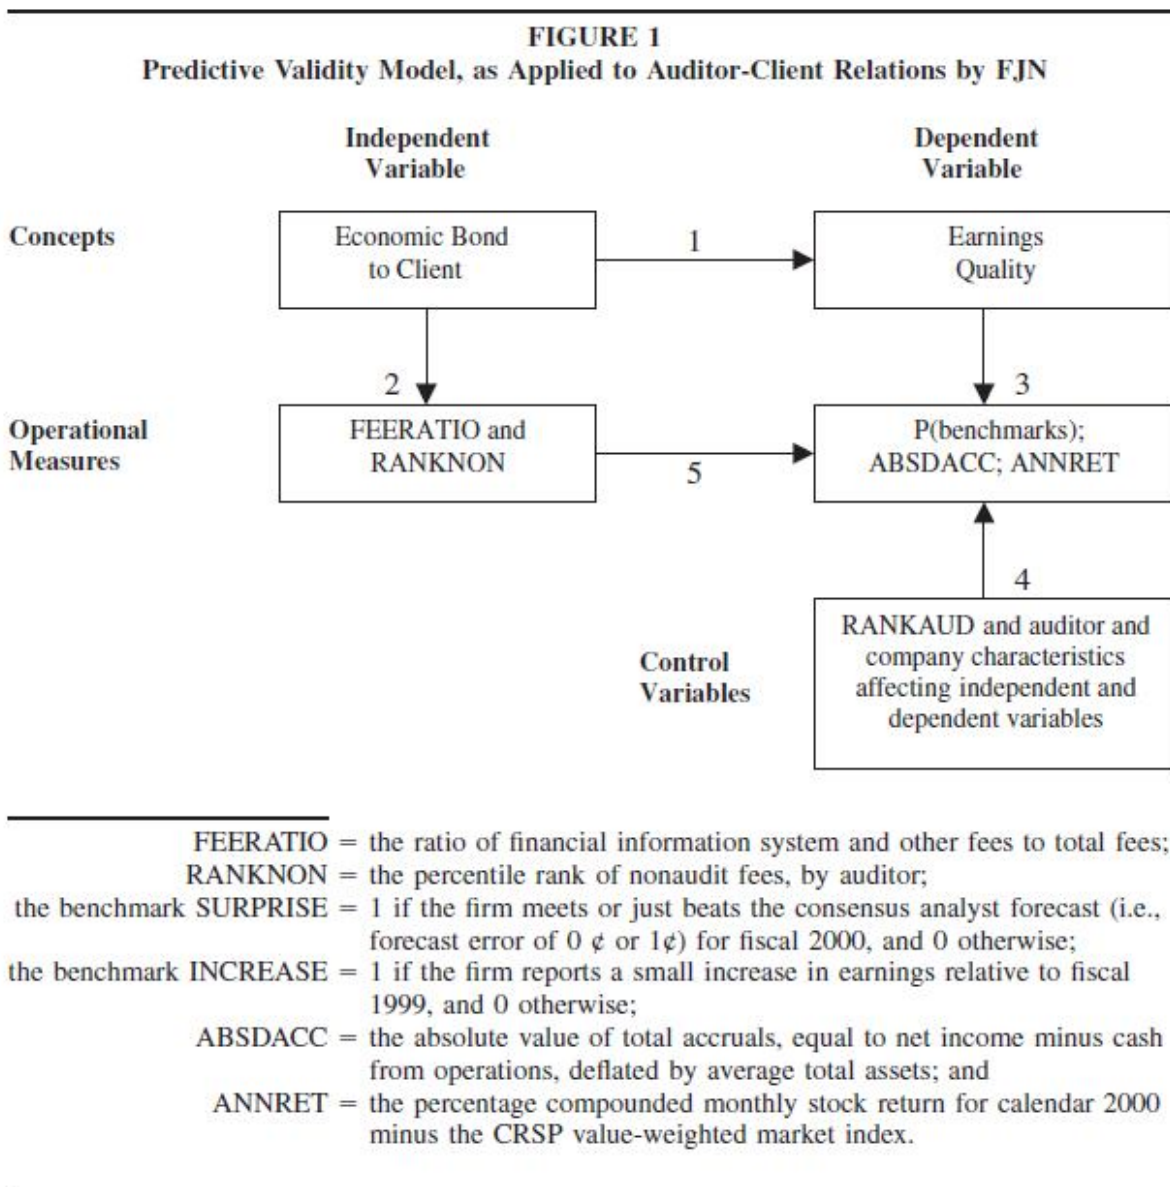 FIGURE 1
Predictive Validity Model, as Applied to Auditor-Client Relations by FJN
Independent
Variable
Dependent
Variable
Concepts
Economic Bond
to Client
1
Earnings
Quality
2
3
Operational
Measures
FEERATIO and
RANKNON
5
P(benchmarks);
ABSDACC; ANNRET
4
Control
Variables
RANKAUD and auditor and
company characteristics
affecting independent and
dependent variables
FEERATIO = the ratio of financial information system and other fees to total fees;
RANKNON = the percentile rank of nonaudit fees, by auditor;
the benchmark SURPRISE = 1 if the firm meets or just beats the consensus analyst forecast (i.e.,
forecast error of 0 ¢ or 1¢) for fiscal 2000, and 0 otherwise;
the benchmark INCREASE = 1 if the firm reports a small increase in earnings relative to fiscal
1999, and 0 otherwise;
ABSDACC = the absolute value of total accruals, equal to net income minus cash
from operations, deflated by average total assets; and
ANNRET = the percentage compounded monthly stock return for calendar 2000
minus the CRSP value-weighted market index.